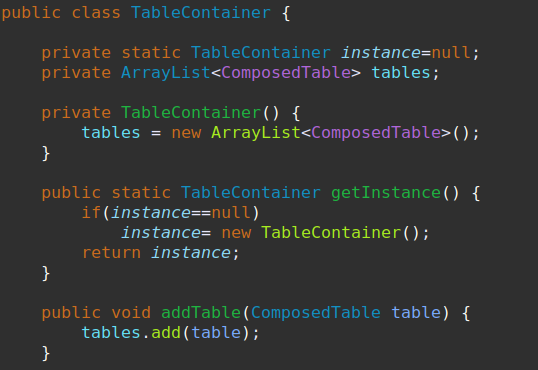 public class TableContainer {
private static TableContainer instance=null;
private ArrayList<ComposedTable> tables;
private TableContainer() {
tables = new ArrayList<ComposedTable>();
}
public static TableContainer getInstance() {
if(instance==null)
instance= new TableContainer();
return instance;
}
public void addTable(ComposedTable table) {
tables.add(table);
}